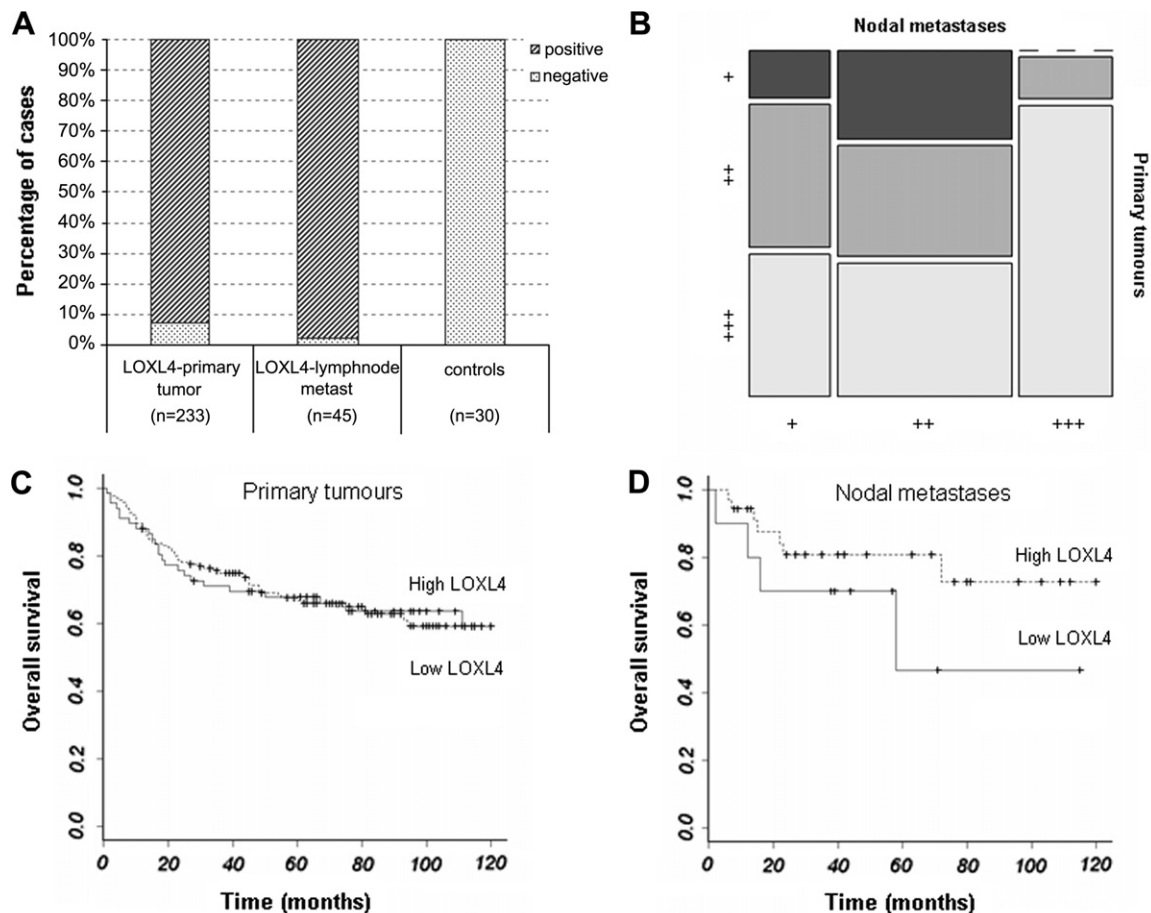 A
Percentage of cases
100%
90%
80%
70%
60%
50%
40%
30%
20%
10%
0%
positive
negative
LOXL4-primary
tumor
(n=233)
LOXL4-lymphnode
metast
(n=45)
controls
(n=30)
B
Nodal metastases
+
++
+++
Primary tumours
+ ++ +++
C
Primary tumours
Overall survival
1.0
0.8
0.6
0.4
0.2
0.0
High LOXL4
Low LOXL4
0 20 40 60 80 100 120
Time (months)
D
Nodal metastases
Overall survival
1.0
0.8
0.6
0.4
0.2
0.0
High LOXL4
Low LOXL4
0 20 40 60 80 100 120
Time (months)